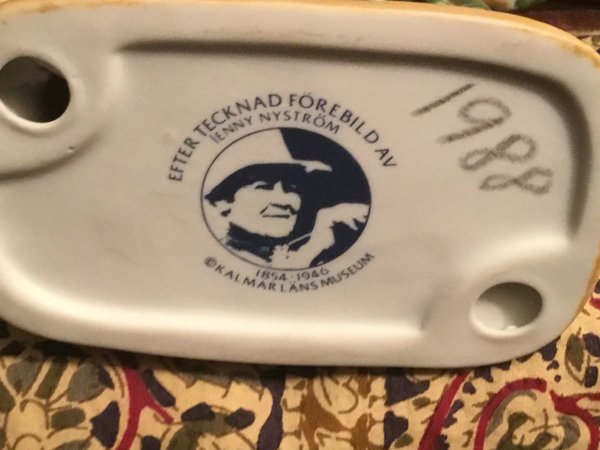 EFTER TECKNAD FÖREBILD AV
JENNY NYSTRÖM
1988
1854-1946
©KALMAR LÄNS MUSEUM